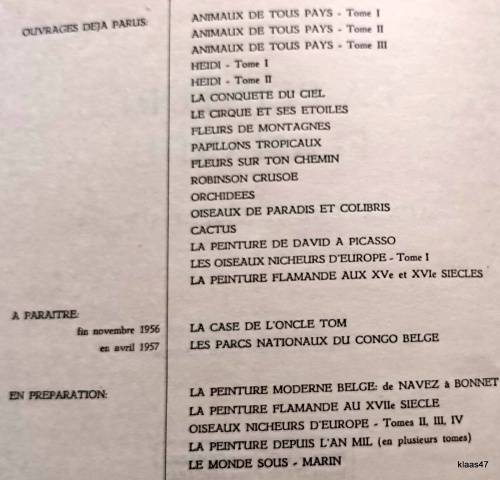 OUVRAGES DEJA PARUS:
ANIMAUX DE TOUS PAYS - Tome I
ANIMAUX DE TOUS PAYS - Tome II
ANIMAUX DE TOUS PAYS - Tome III
HEIDI - Tome I
HEIDI - Tome II
LA CONQUETE DU CIEL
LE CIRQUE ET SES ETOILES
FLEURS DE MONTAGNES
PAPILLONS TROPICAUX
FLEURS SUR TON CHEMIN
ROBINSON CRUSOE
ORCHIDEES
OISEAUX DE PARADIS ET COLIBRIS
CACTUS
LA PEINTURE DE DAVID A PICASSO
LES OISEAUX NICHEURS D'EUROPE - Tome I
LA PEINTURE FLAMANDE AUX XVe et XVIe SIECLES
A PARAITRE:
fin novembre 1956 LA CASE DE L'ONCLE TOM
en avril 1957 LES PARCS NATIONAUX DU CONGO BELGE
EN PREPARATION:
LA PEINTURE MODERNE BELGE: de NAVEZ à BONNET
LA PEINTURE FLAMANDE AU XVIIe SIECLE
OISEAUX NICHEURS D'EUROPE - Tomes II, III, IV
LA PEINTURE DEPUIS L'AN MIL (en plusieurs tomes)
LE MONDE SOUS - MARIN
klaas47